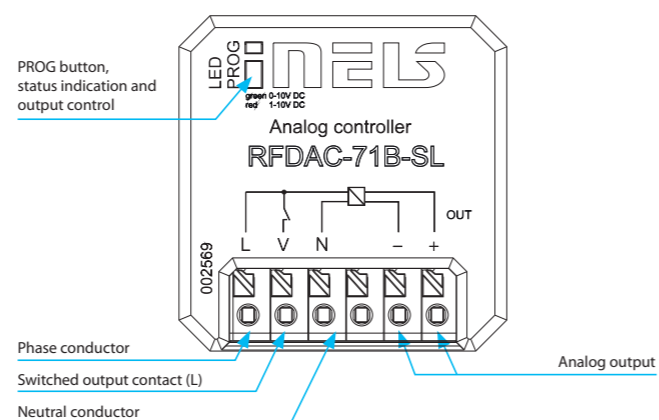 PROG button,
status indication and
output control
LED
PROG
INELS
green 0-10V DC
red 1-10V DC
Analog controller
RFDAC-71B-SL
OUT
L V N – +
002569
Phase conductor
Switched output contact (L)
Neutral conductor
Analog output